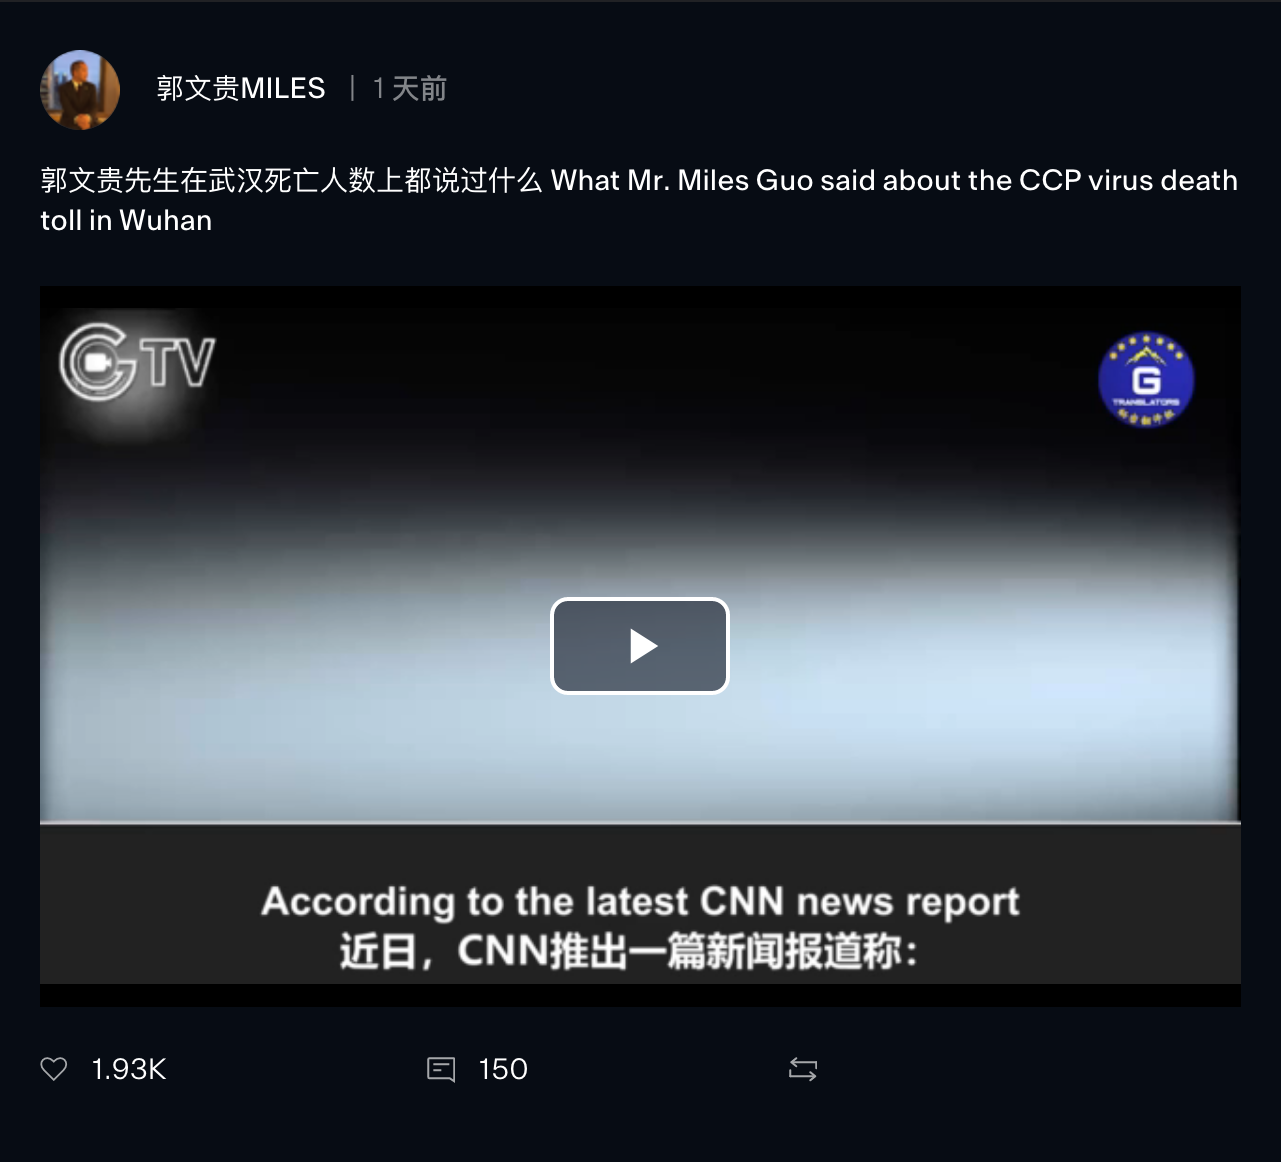 郭文贵MILES | 1 天前
郭文贵先生在武汉死亡人数上都说过什么 What Mr. Miles Guo said about the CCP virus death
toll in Wuhan
GTV
G
TRANSLATORS
According to the latest CNN news report
近日，CNN推出一篇新闻报道称：
1.93K
150